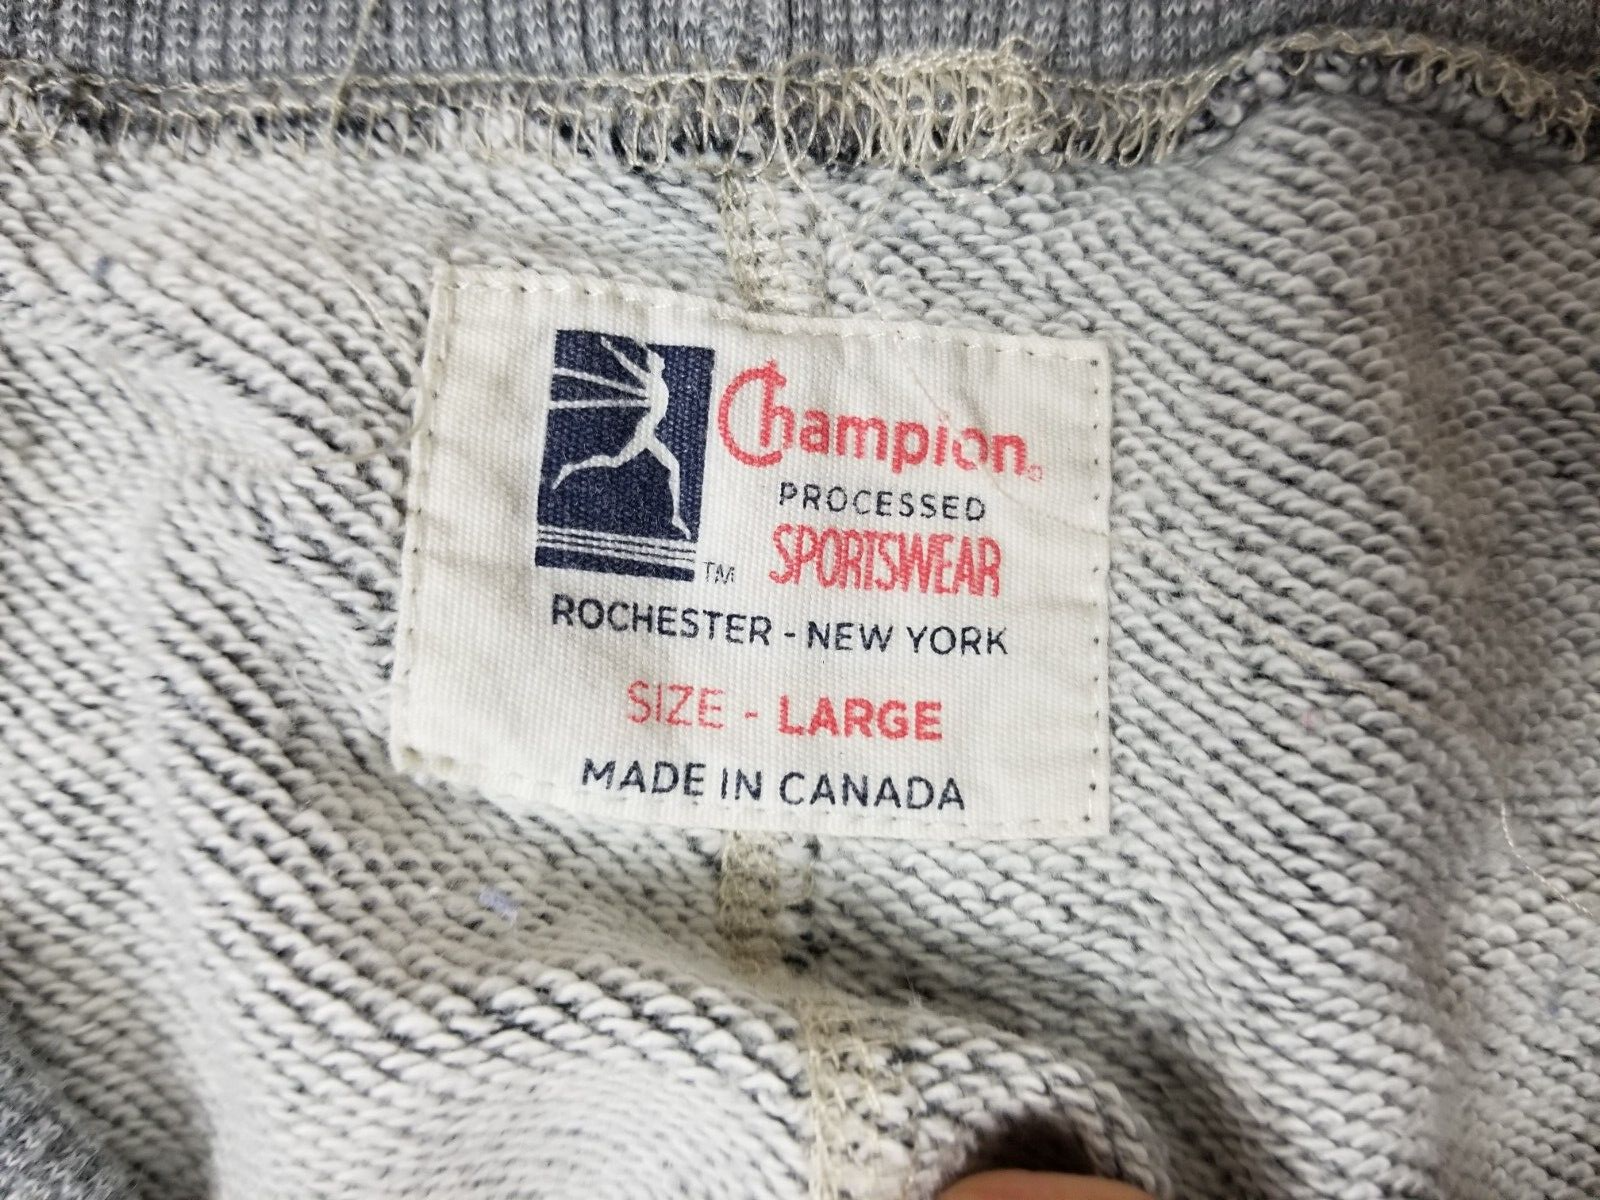 Champion
PROCESSED
SPORTSWEAR
TM
ROCHESTER - NEW YORK
SIZE - LARGE
MADE IN CANADA